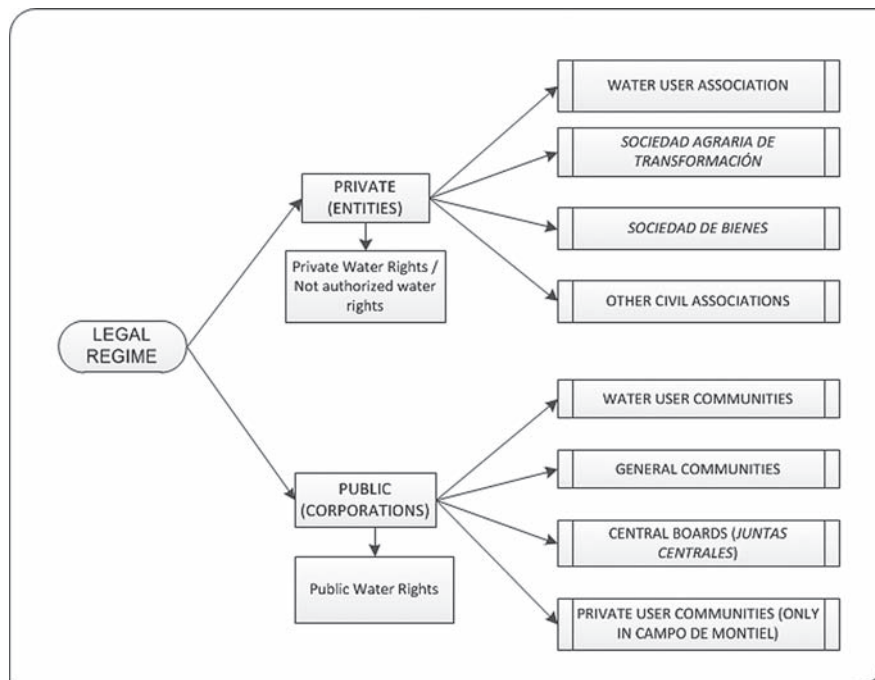 LEGAL
REGIME
PRIVATE
(ENTITIES)
Private Water Rights /
Not authorized water
rights
WATER USER ASSOCIATION
SOCIEDAD AGRARIA DE
TRANSFORMACIÓN
SOCIEDAD DE BIENES
OTHER CIVIL ASSOCIATIONS
PUBLIC
(CORPORATIONS)
Public Water Rights
WATER USER COMMUNITIES
GENERAL COMMUNITIES
CENTRAL BOARDS (JUNTAS
CENTRALES)
PRIVATE USER COMMUNITIES (ONLY
IN CAMPO DE MONTIEL)